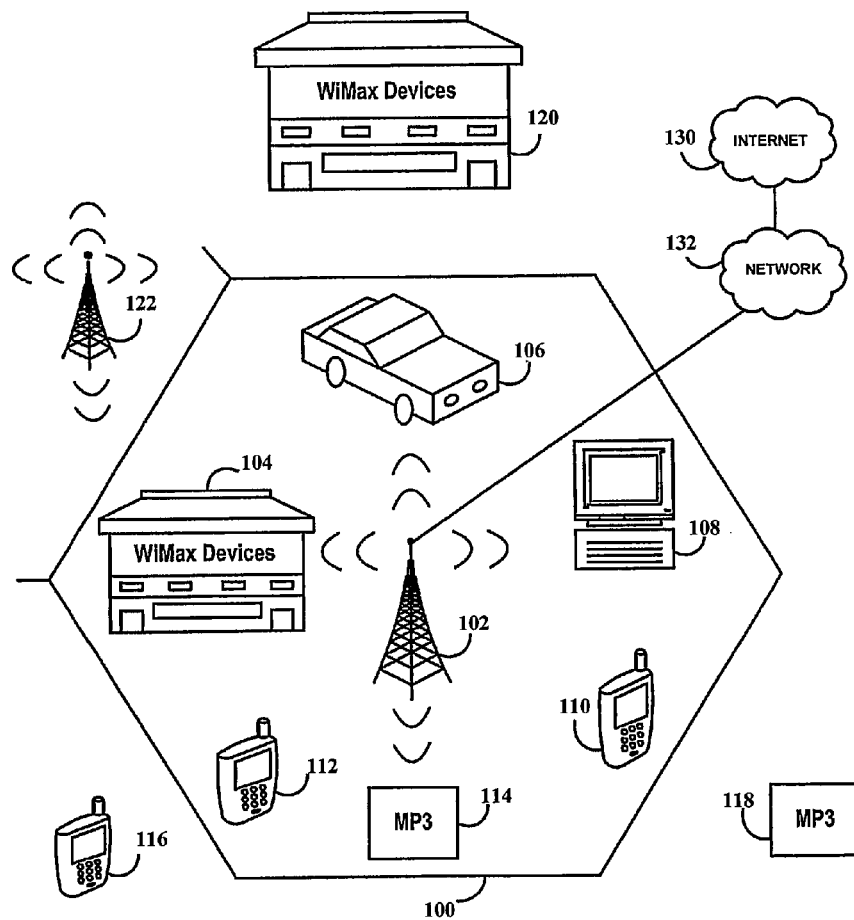 WiMax Devices
120
130
INTERNET
132
NETWORK
122
106
104
WiMax Devices
108
102
110
112
114
MP3
116
118
MP3
100